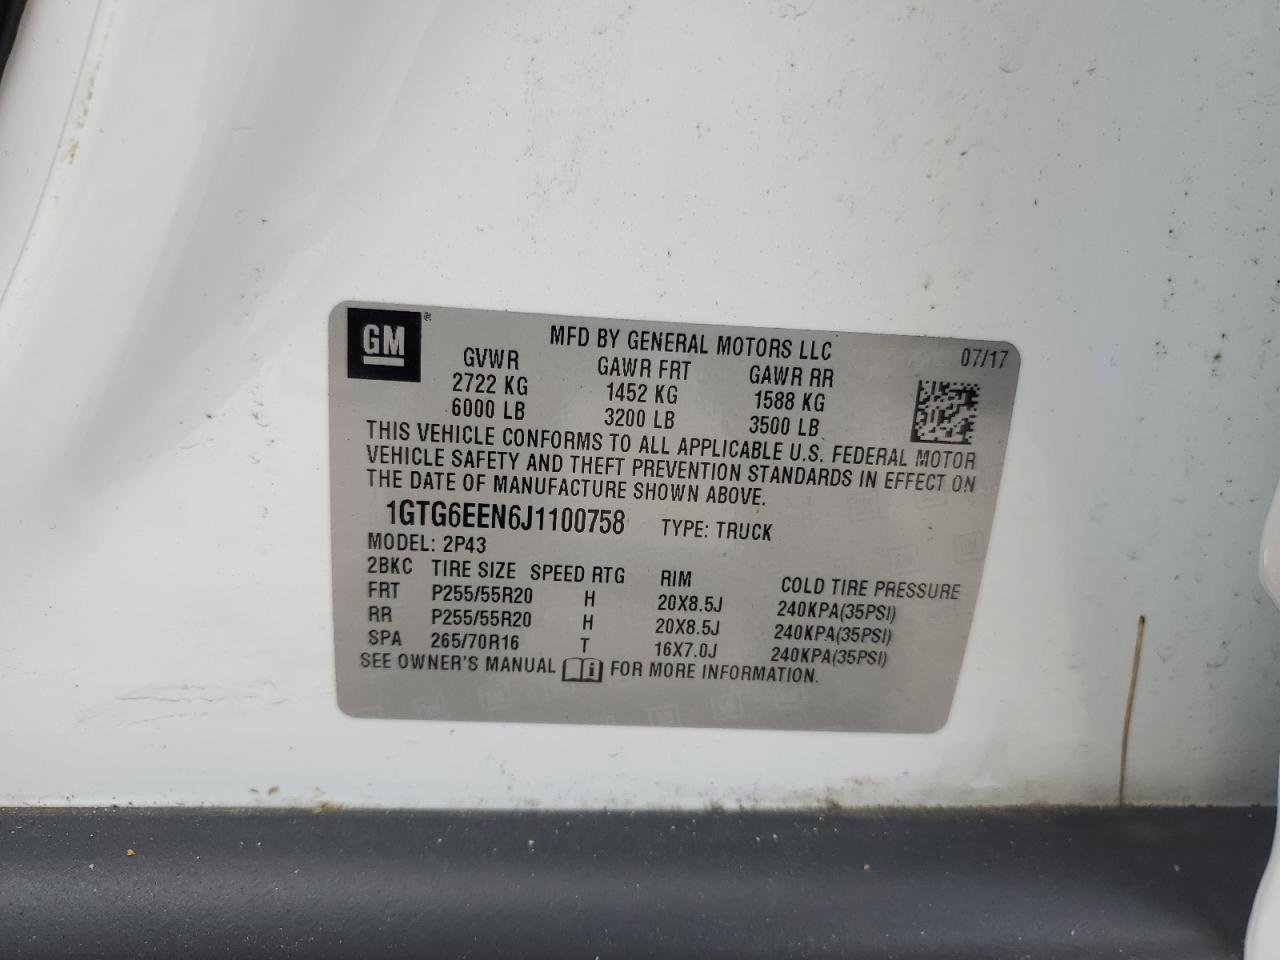 GM ®
MFD BY GENERAL MOTORS LLC 07/17
GVWR GAWR FRT GAWR RR
2722 KG 1452 KG 1588 KG
6000 LB 3200 LB 3500 LB
THIS VEHICLE CONFORMS TO ALL APPLICABLE U.S. FEDERAL MOTOR
VEHICLE SAFETY AND THEFT PREVENTION STANDARDS IN EFFECT ON
THE DATE OF MANUFACTURE SHOWN ABOVE.
1GTG6EEN6J1100758 TYPE: TRUCK
MODEL: 2P43
2BKC TIRE SIZE SPEED RTG RIM COLD TIRE PRESSURE
FRT P255/55R20 H 20X8.5J 240KPA(35PSI)
RR P255/55R20 H 20X8.5J 240KPA(35PSI)
SPA 265/70R16 T 16X7.0J 240KPA(35PSI)
SEE OWNER'S MANUAL i FOR MORE INFORMATION.